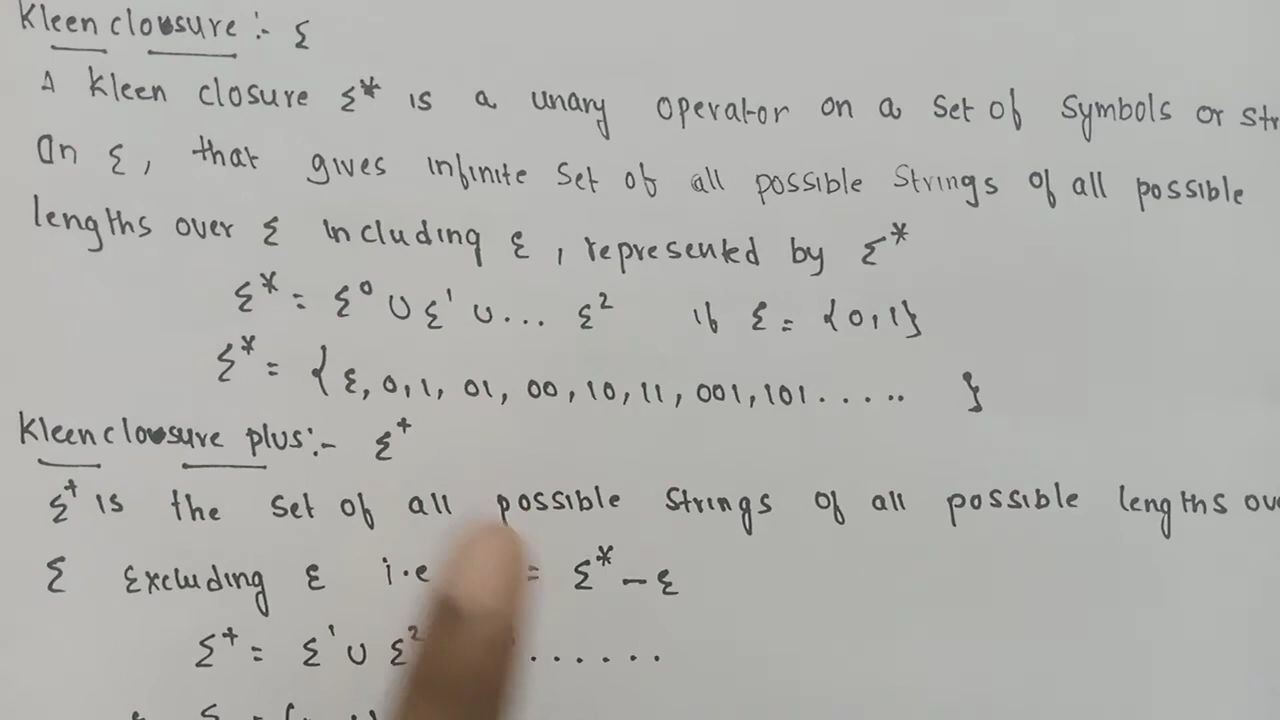 Kleen closure :- Σ
A Kleen closure Σ* is a unary operator on a set of symbols or str
On Σ, that gives infinite set of all possible strings of all possible
lengths over Σ including ε, represented by Σ*
Σ* = Σ⁰ ∪ Σ¹ ∪ ... Σ² if Σ = {0,1}
Σ* = {ε, 0,1, 01, 00, 10, 11, 001, 101 ..... }
Kleen closure plus :- Σ⁺
Σ⁺ is the set of all possible strings of all possible lengths ov
Σ Excluding ε i.e = Σ* - ε
Σ⁺ = Σ¹ ∪ Σ² ......